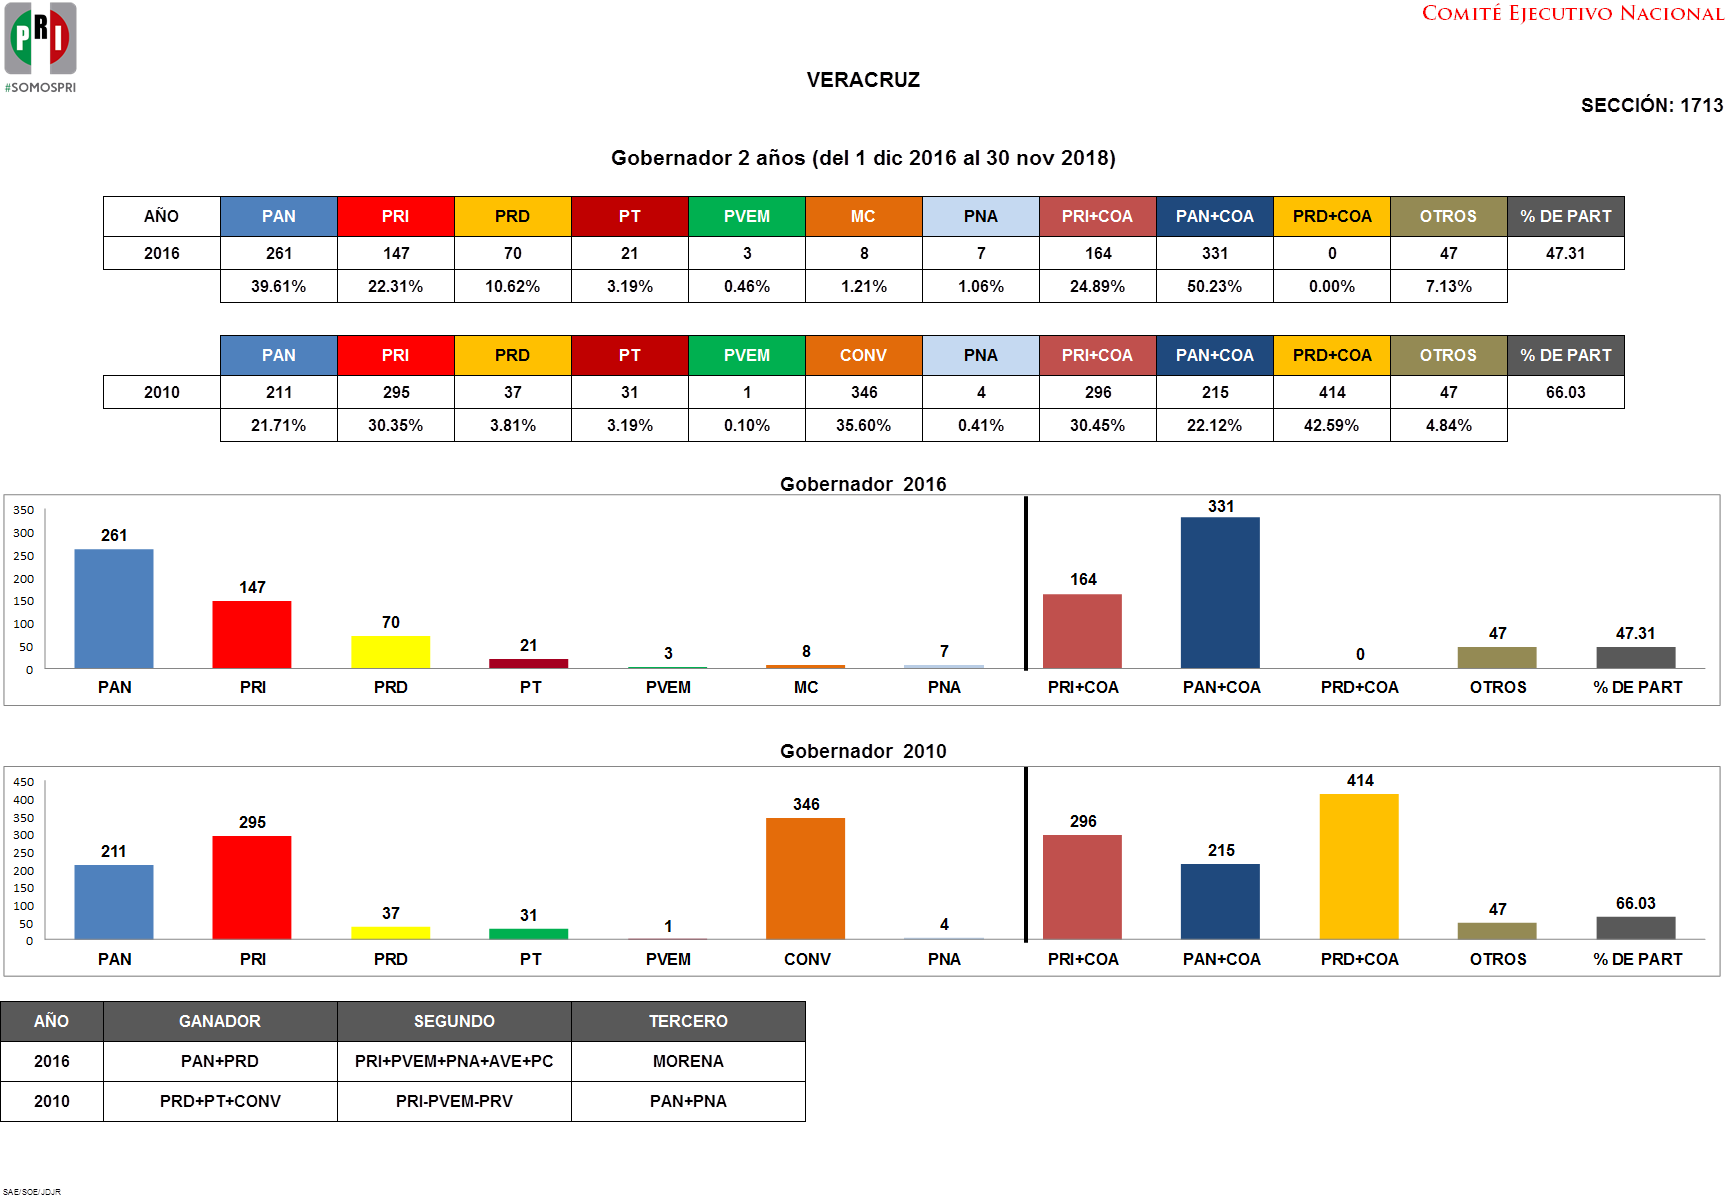 PRI
#SOMOSPRI
COMITÉ EJECUTIVO NACIONAL
VERACRUZ
SECCIÓN: 1713
Gobernador 2 años (del 1 dic 2016 al 30 nov 2018)
AÑO PAN PRI PRD PT PVEM MC PNA PRI+COA PAN+COA PRD+COA OTROS % DE PART
2016 261 147 70 21 3 8 7 164 331 0 47 47.31
39.61% 22.31% 10.62% 3.19% 0.46% 1.21% 1.06% 24.89% 50.23% 0.00% 7.13%
PAN PRI PRD PT PVEM CONV PNA PRI+COA PAN+COA PRD+COA OTROS % DE PART
2010 211 295 37 31 1 346 4 296 215 414 47 66.03
21.71% 30.35% 3.81% 3.19% 0.10% 35.60% 0.41% 30.45% 22.12% 42.59% 4.84%
Gobernador 2016
350
300
250
200
150
100
50
0
261 147 70 21 3 8 7 164 331 0 47 47.31
PAN PRI PRD PT PVEM MC PNA PRI+COA PAN+COA PRD+COA OTROS % DE PART
Gobernador 2010
450
400
350
300
250
200
150
100
50
0
211 295 37 31 1 346 4 296 215 414 47 66.03
PAN PRI PRD PT PVEM CONV PNA PRI+COA PAN+COA PRD+COA OTROS % DE PART
AÑO GANADOR SEGUNDO TERCERO
2016 PAN+PRD PRI+PVEM+PNA+AVE+PC MORENA
2010 PRD+PT+CONV PRI-PVEM-PRV PAN+PNA
SAE/SOE/JDJR